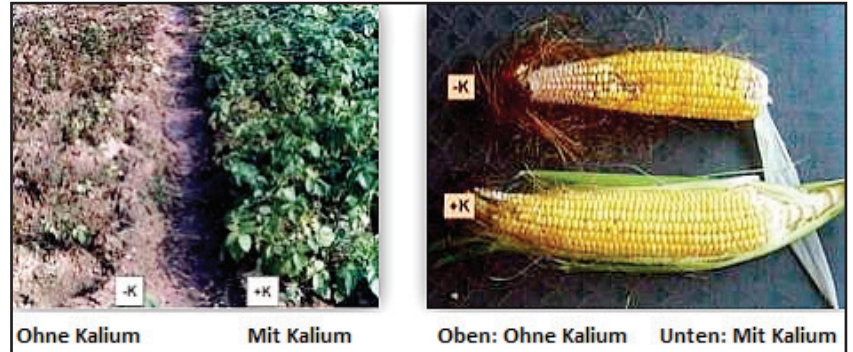 -K
+K
-K
+K
Ohne Kalium Mit Kalium Oben: Ohne Kalium Unten: Mit Kalium